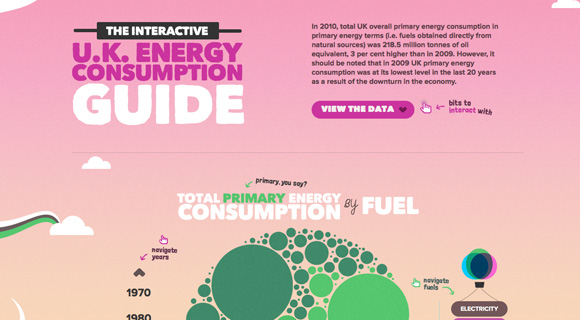 THE INTERACTIVE
U.K. ENERGY
CONSUMPTION
GUIDE
In 2010, total UK overall primary energy consumption in
primary energy terms (i.e. fuels obtained directly from
natural sources) was 218.5 million tonnes of oil
equivalent, 3 per cent higher than in 2009. However, it
should be noted that in 2009 UK primary energy
consumption was at its lowest level in the last 20 years
as a result of the downturn in the economy.
VIEW THE DATA
bits to
interact with
primary, you say?
TOTAL PRIMARY ENERGY
CONSUMPTION by FUEL
navigate
years
1970
1980
navigate
fuels
ELECTRICITY